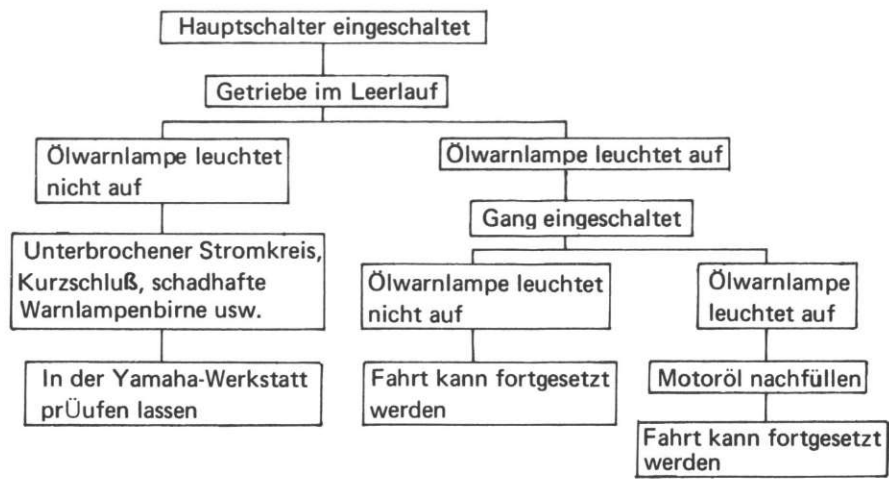 Hauptschalter eingeschaltet
Getriebe im Leerlauf
Ölwarnlampe leuchtet
nicht auf
Unterbrochener Stromkreis,
Kurzschluß, schadhafte
Warnlampenbirne usw.
In der Yamaha-Werkstatt
prÜufen lassen
Ölwarnlampe leuchtet auf
Gang eingeschaltet
Ölwarnlampe leuchtet
nicht auf
Fahrt kann fortgesetzt
werden
Ölwarnlampe
leuchtet auf
Motoröl nachfüllen
Fahrt kann fortgesetzt
werden